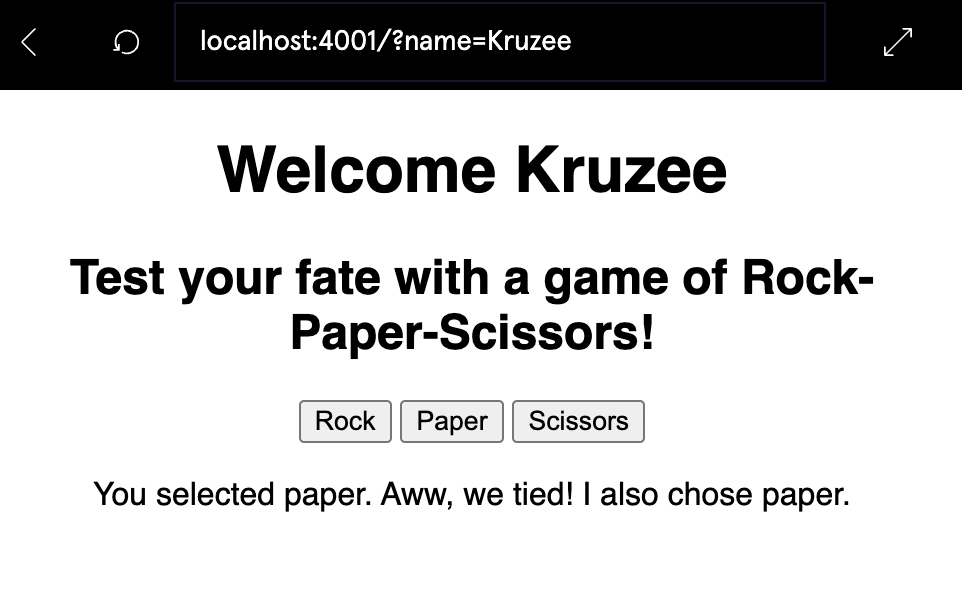 localhost:4001/?name=Kruzee
Welcome Kruzee
Test your fate with a game of Rock-
Paper-Scissors!
Rock Paper Scissors
You selected paper. Aww, we tied! I also chose paper.